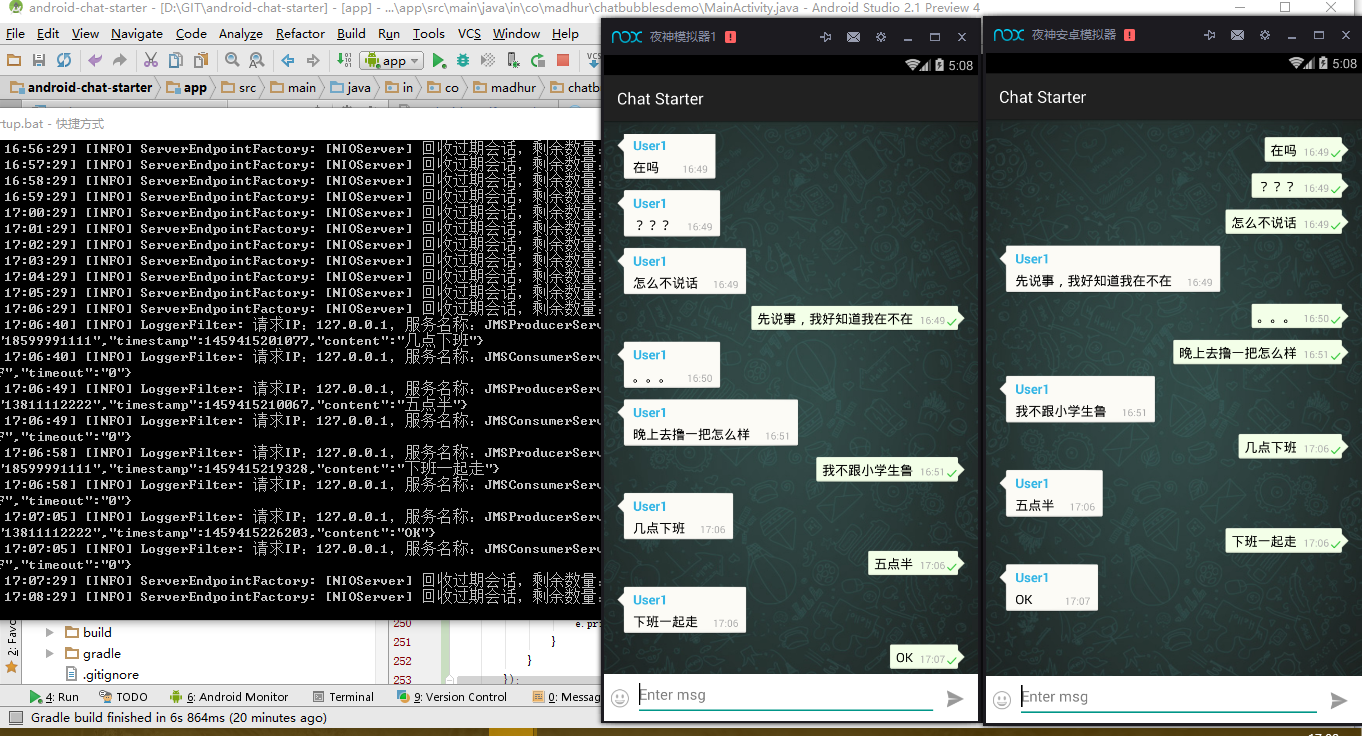 android-chat-starter - [D:\GIT\android-chat-starter] - [app] - ...\app\src\main\java\in\co\madhur\chatbubblesdemo\MainActivity.java - Android Studio 2.1 Preview 4
File Edit View Navigate Code Analyze Refactor Build Run Tools VCS Window Help
app
VCS
android-chat-starter app src main java in co madhur chatb
rtup.bat - 快捷方式
16:56:29] [INFO] ServerEndpointFactory: [NIOServer] 回收过期会话, 剩余数量:
16:57:29] [INFO] ServerEndpointFactory: [NIOServer] 回收过期会话, 剩余数量:
16:58:29] [INFO] ServerEndpointFactory: [NIOServer] 回收过期会话, 剩余数量:
16:59:29] [INFO] ServerEndpointFactory: [NIOServer] 回收过期会话, 剩余数量:
17:00:29] [INFO] ServerEndpointFactory: [NIOServer] 回收过期会话, 剩余数量:
17:01:29] [INFO] ServerEndpointFactory: [NIOServer] 回收过期会话, 剩余数量:
17:02:29] [INFO] ServerEndpointFactory: [NIOServer] 回收过期会话, 剩余数量:
17:03:29] [INFO] ServerEndpointFactory: [NIOServer] 回收过期会话, 剩余数量:
17:04:29] [INFO] ServerEndpointFactory: [NIOServer] 回收过期会话, 剩余数量:
17:05:29] [INFO] ServerEndpointFactory: [NIOServer] 回收过期会话, 剩余数量:
17:06:29] [INFO] ServerEndpointFactory: [NIOServer] 回收过期会话, 剩余数量:
17:06:40] [INFO] LoggerFilter: 请求IP: 127.0.0.1, 服务名称: JMSProducerServ
"18599991111","timestamp":1459415201077,"content":"几点下班"}
17:06:40] [INFO] LoggerFilter: 请求IP: 127.0.0.1, 服务名称: JMSConsumerServ
F","timeout":"0"}
17:06:49] [INFO] LoggerFilter: 请求IP: 127.0.0.1, 服务名称: JMSProducerServ
"13811112222","timestamp":1459415210067,"content":"五点半"}
17:06:49] [INFO] LoggerFilter: 请求IP: 127.0.0.1, 服务名称: JMSConsumerServ
F","timeout":"0"}
17:06:58] [INFO] LoggerFilter: 请求IP: 127.0.0.1, 服务名称: JMSProducerServ
"18599991111","timestamp":1459415219328,"content":"下班一起走"}
17:06:58] [INFO] LoggerFilter: 请求IP: 127.0.0.1, 服务名称: JMSConsumerServ
F","timeout":"0"}
17:07:05] [INFO] LoggerFilter: 请求IP: 127.0.0.1, 服务名称: JMSProducerServ
"13811112222","timestamp":1459415226203,"content":"OK"}
17:07:05] [INFO] LoggerFilter: 请求IP: 127.0.0.1, 服务名称: JMSConsumerServ
F","timeout":"0"}
17:07:29] [INFO] ServerEndpointFactory: [NIOServer] 回收过期会话, 剩余数量:
17:08:29] [INFO] ServerEndpointFactory: [NIOServer] 回收过期会话, 剩余数量:
2: Favo
build
gradle
.gitignore
250 e.pri
251 }
252 }
253 });
4: Run TODO 6: Android Monitor Terminal 9: Version Control 0: Messag
Gradle build finished in 6s 864ms (20 minutes ago)
nox 夜神模拟器1
5:08
Chat Starter
User1
在吗 16:49
User1
？？？ 16:49
User1
怎么不说话 16:49
先说事，我好知道我在不在 16:49
User1
。。。 16:50
User1
晚上去撸一把怎么样 16:51
我不跟小学生鲁 16:51
User1
几点下班 17:06
五点半 17:06
User1
下班一起走 17:06
OK 17:07
Enter msg
nox 夜神安卓模拟器
5:08
Chat Starter
在吗 16:49
？？？ 16:49
怎么不说话 16:49
User1
先说事，我好知道我在不在 16:49
。。。 16:50
晚上去撸一把怎么样 16:51
User1
我不跟小学生鲁 16:51
几点下班 17:06
User1
五点半 17:06
下班一起走 17:06
User1
OK 17:07
Enter msg